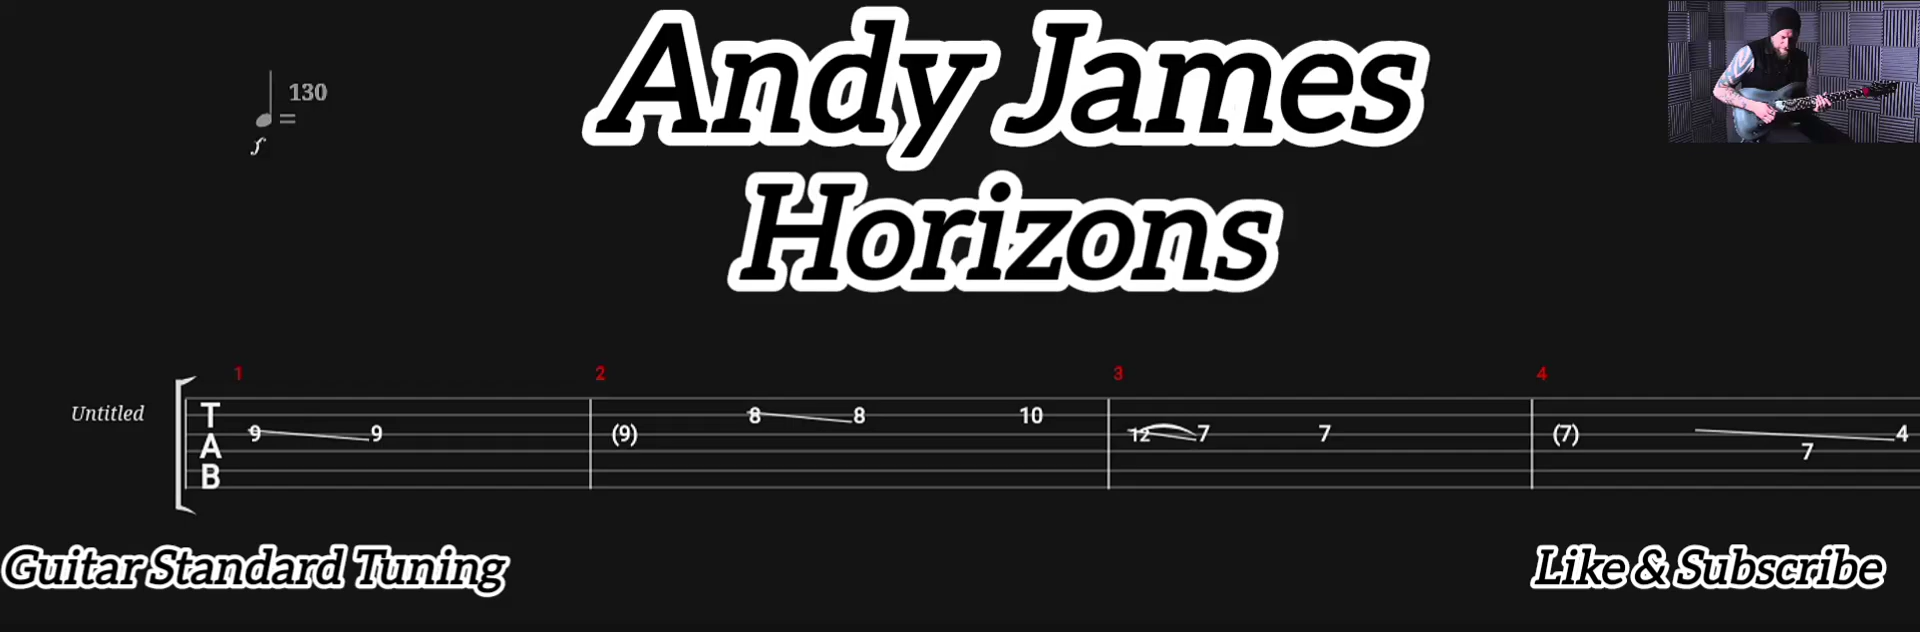 Andy James
130
=
f
Horizons
1 2 3 4
Untitled
T
A
B
8 8 10
9 9 (9) 12 7 7 (7) 4
7
Guitar Standard Tuning
Like & Subscribe